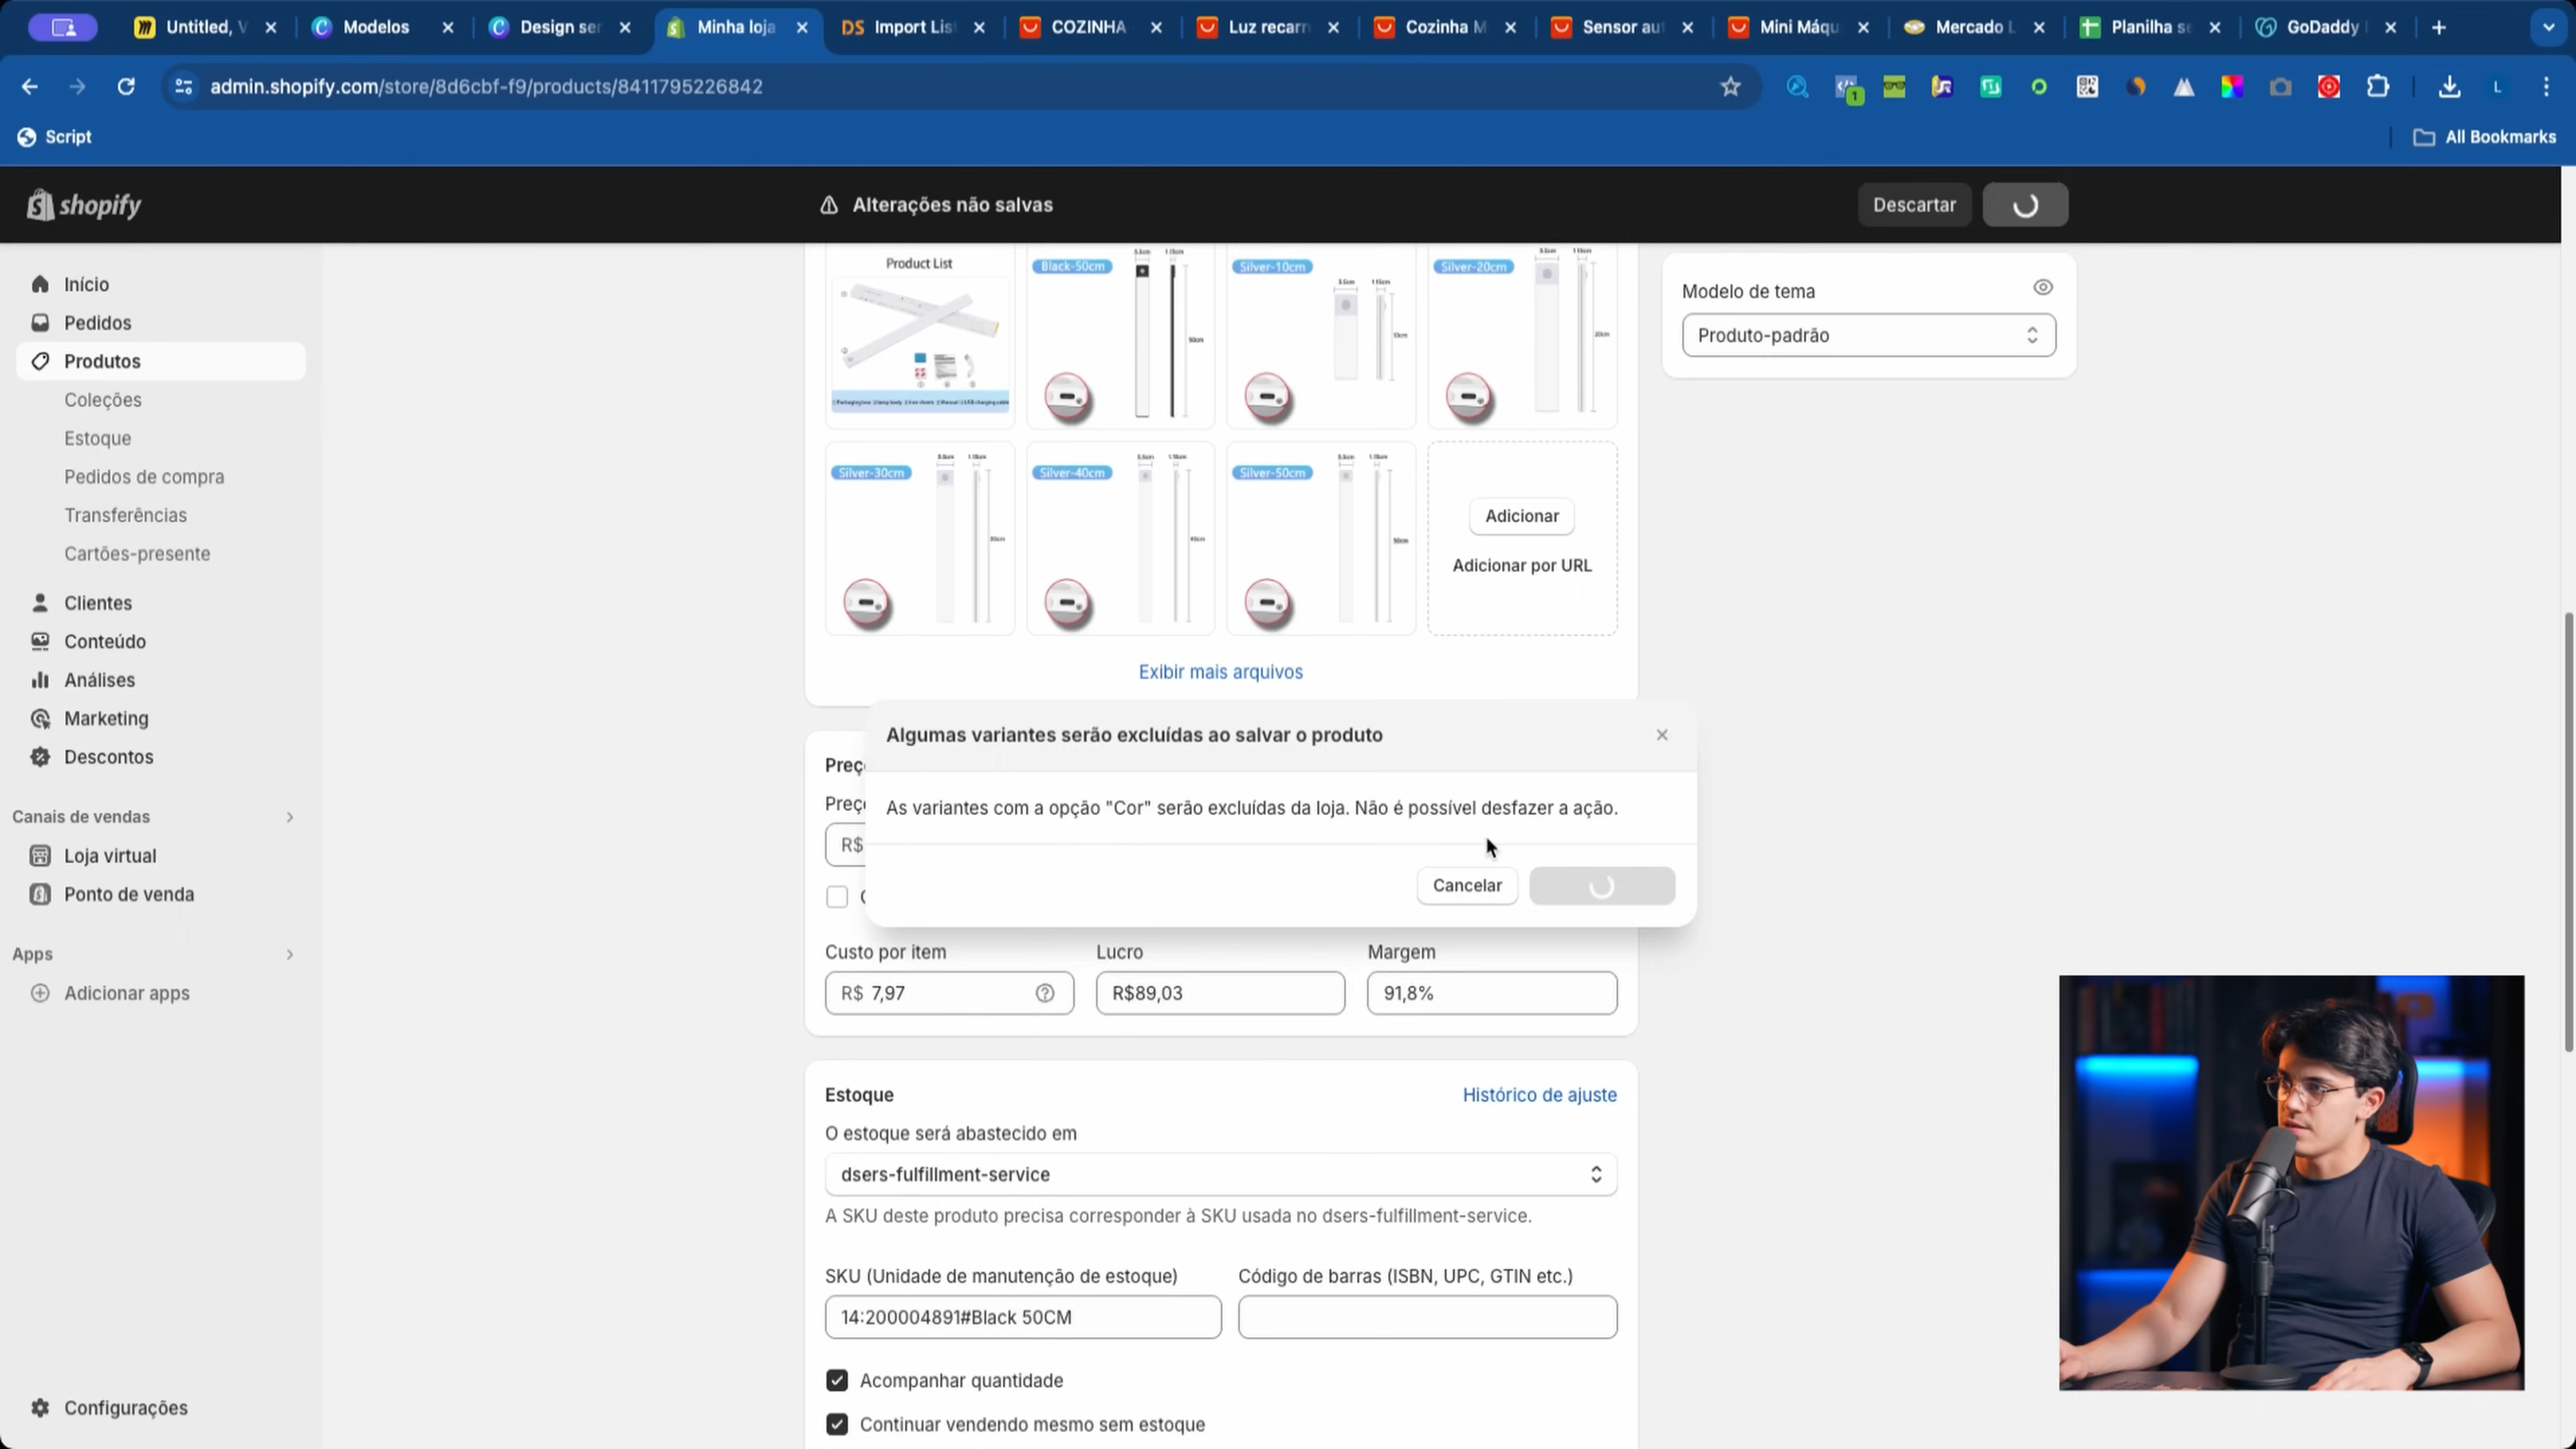 Untitled, V
Modelos
Design ser
Minha loja
DS Import Lis
COZINHA
Luz recarr
Cozinha M
Sensor aut
Mini Máqu
Mercado L
Planilha s
GoDaddy
admin.shopify.com/store/8d6cbf-f9/products/8411795226842
1
L
Script
All Bookmarks
shopify
Alterações não salvas
Descartar
Início
Pedidos
Produtos
Coleções
Estoque
Pedidos de compra
Transferências
Cartões-presente
Clientes
Conteúdo
Análises
Marketing
Descontos
Canais de vendas
Loja virtual
Ponto de venda
Apps
Adicionar apps
Configurações
Product List
Black-50cm
Silver-10cm
Silver-20cm
Silver-30cm
Silver-40cm
Silver-50cm
Adicionar
Adicionar por URL
Exibir mais arquivos
Modelo de tema
Produto-padrão
Algumas variantes serão excluídas ao salvar o produto
As variantes com a opção "Cor" serão excluídas da loja. Não é possível desfazer a ação.
Cancelar
Preç
Preç
R$
Custo por item
Lucro
Margem
R$ 7,97
R$89,03
91,8%
Estoque
Histórico de ajuste
O estoque será abastecido em
dsers-fulfillment-service
A SKU deste produto precisa corresponder à SKU usada no dsers-fulfillment-service.
SKU (Unidade de manutenção de estoque)
Código de barras (ISBN, UPC, GTIN etc.)
14:200004891#Black 50CM
Acompanhar quantidade
Continuar vendendo mesmo sem estoque